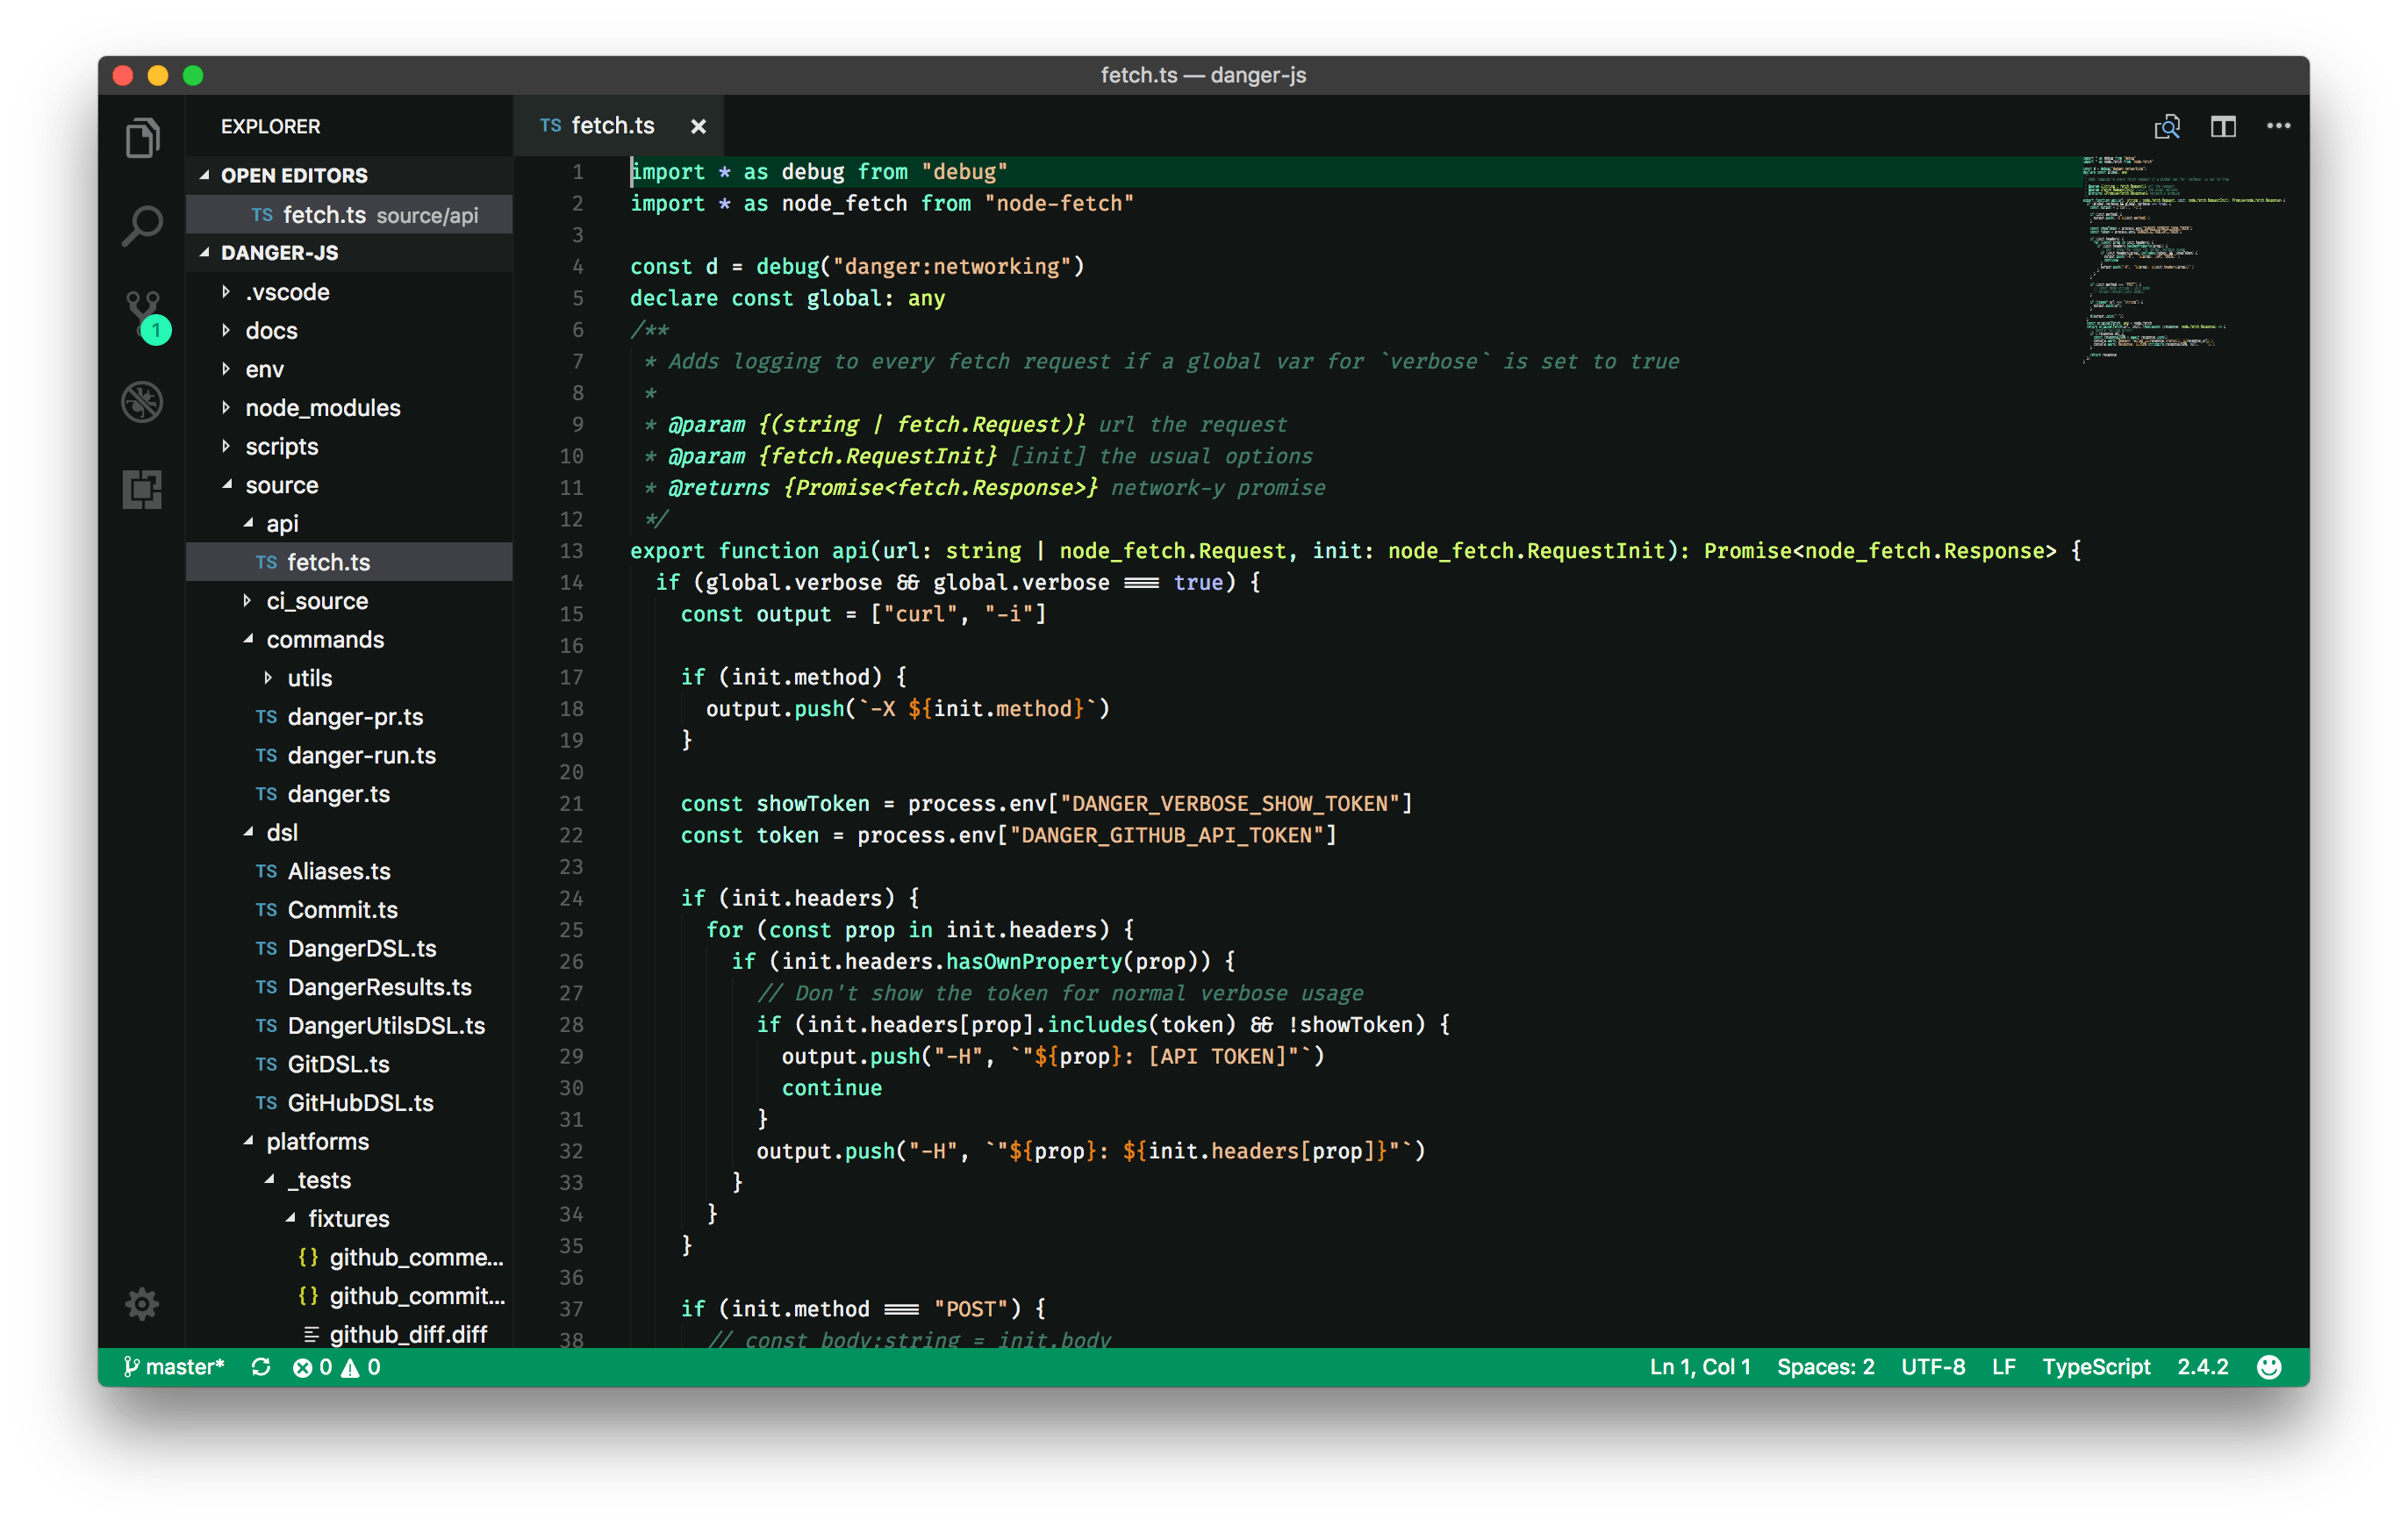 fetch.ts — danger-js
EXPLORER
OPEN EDITORS
TS fetch.ts source/api
DANGER-JS
.vscode
docs
env
node_modules
scripts
source
api
TS fetch.ts
ci_source
commands
utils
TS danger-pr.ts
TS danger-run.ts
TS danger.ts
dsl
TS Aliases.ts
TS Commit.ts
TS DangerDSL.ts
TS DangerResults.ts
TS DangerUtilsDSL.ts
TS GitDSL.ts
TS GitHubDSL.ts
platforms
_tests
fixtures
{} github_comme...
{} github_commit...
github_diff.diff
1
TS fetch.ts ×
1 import * as debug from "debug"
2 import * as node_fetch from "node-fetch"
3
4 const d = debug("danger:networking")
5 declare const global: any
6 /**
7  * Adds logging to every fetch request if a global var for `verbose` is set to true
8  *
9  * @param {(string | fetch.Request)} url the request
10  * @param {fetch.RequestInit} [init] the usual options
11  * @returns {Promise<fetch.Response>} network-y promise
12  */
13 export function api(url: string | node_fetch.Request, init: node_fetch.RequestInit): Promise<node_fetch.Response> {
14   if (global.verbose && global.verbose === true) {
15     const output = ["curl", "-i"]
16
17     if (init.method) {
18       output.push(`-X ${init.method}`)
19     }
20
21     const showToken = process.env["DANGER_VERBOSE_SHOW_TOKEN"]
22     const token = process.env["DANGER_GITHUB_API_TOKEN"]
23
24     if (init.headers) {
25       for (const prop in init.headers) {
26         if (init.headers.hasOwnProperty(prop)) {
27           // Don't show the token for normal verbose usage
28           if (init.headers[prop].includes(token) && !showToken) {
29             output.push("-H", `"${prop}: [API TOKEN]"`)
30             continue
31           }
32           output.push("-H", `"${prop}: ${init.headers[prop]}"`)
33         }
34       }
35     }
36
37     if (init.method === "POST") {
38       // const body:string = init.body
master* 0 0
Ln 1, Col 1 Spaces: 2 UTF-8 LF TypeScript 2.4.2